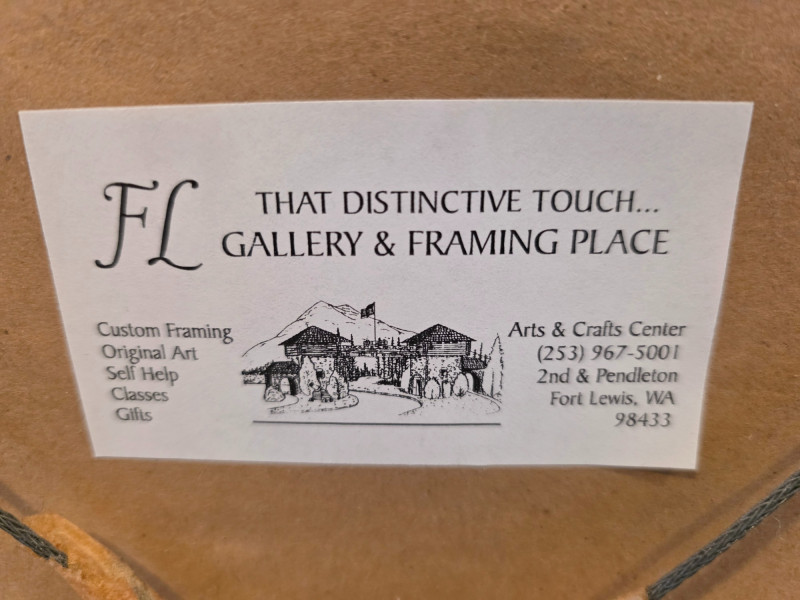 FL
THAT DISTINCTIVE TOUCH...
GALLERY & FRAMING PLACE
Custom Framing
Original Art
Self Help
Classes
Gifts
Arts & Crafts Center
(253) 967-5001
2nd & Pendleton
Fort Lewis, WA
98433